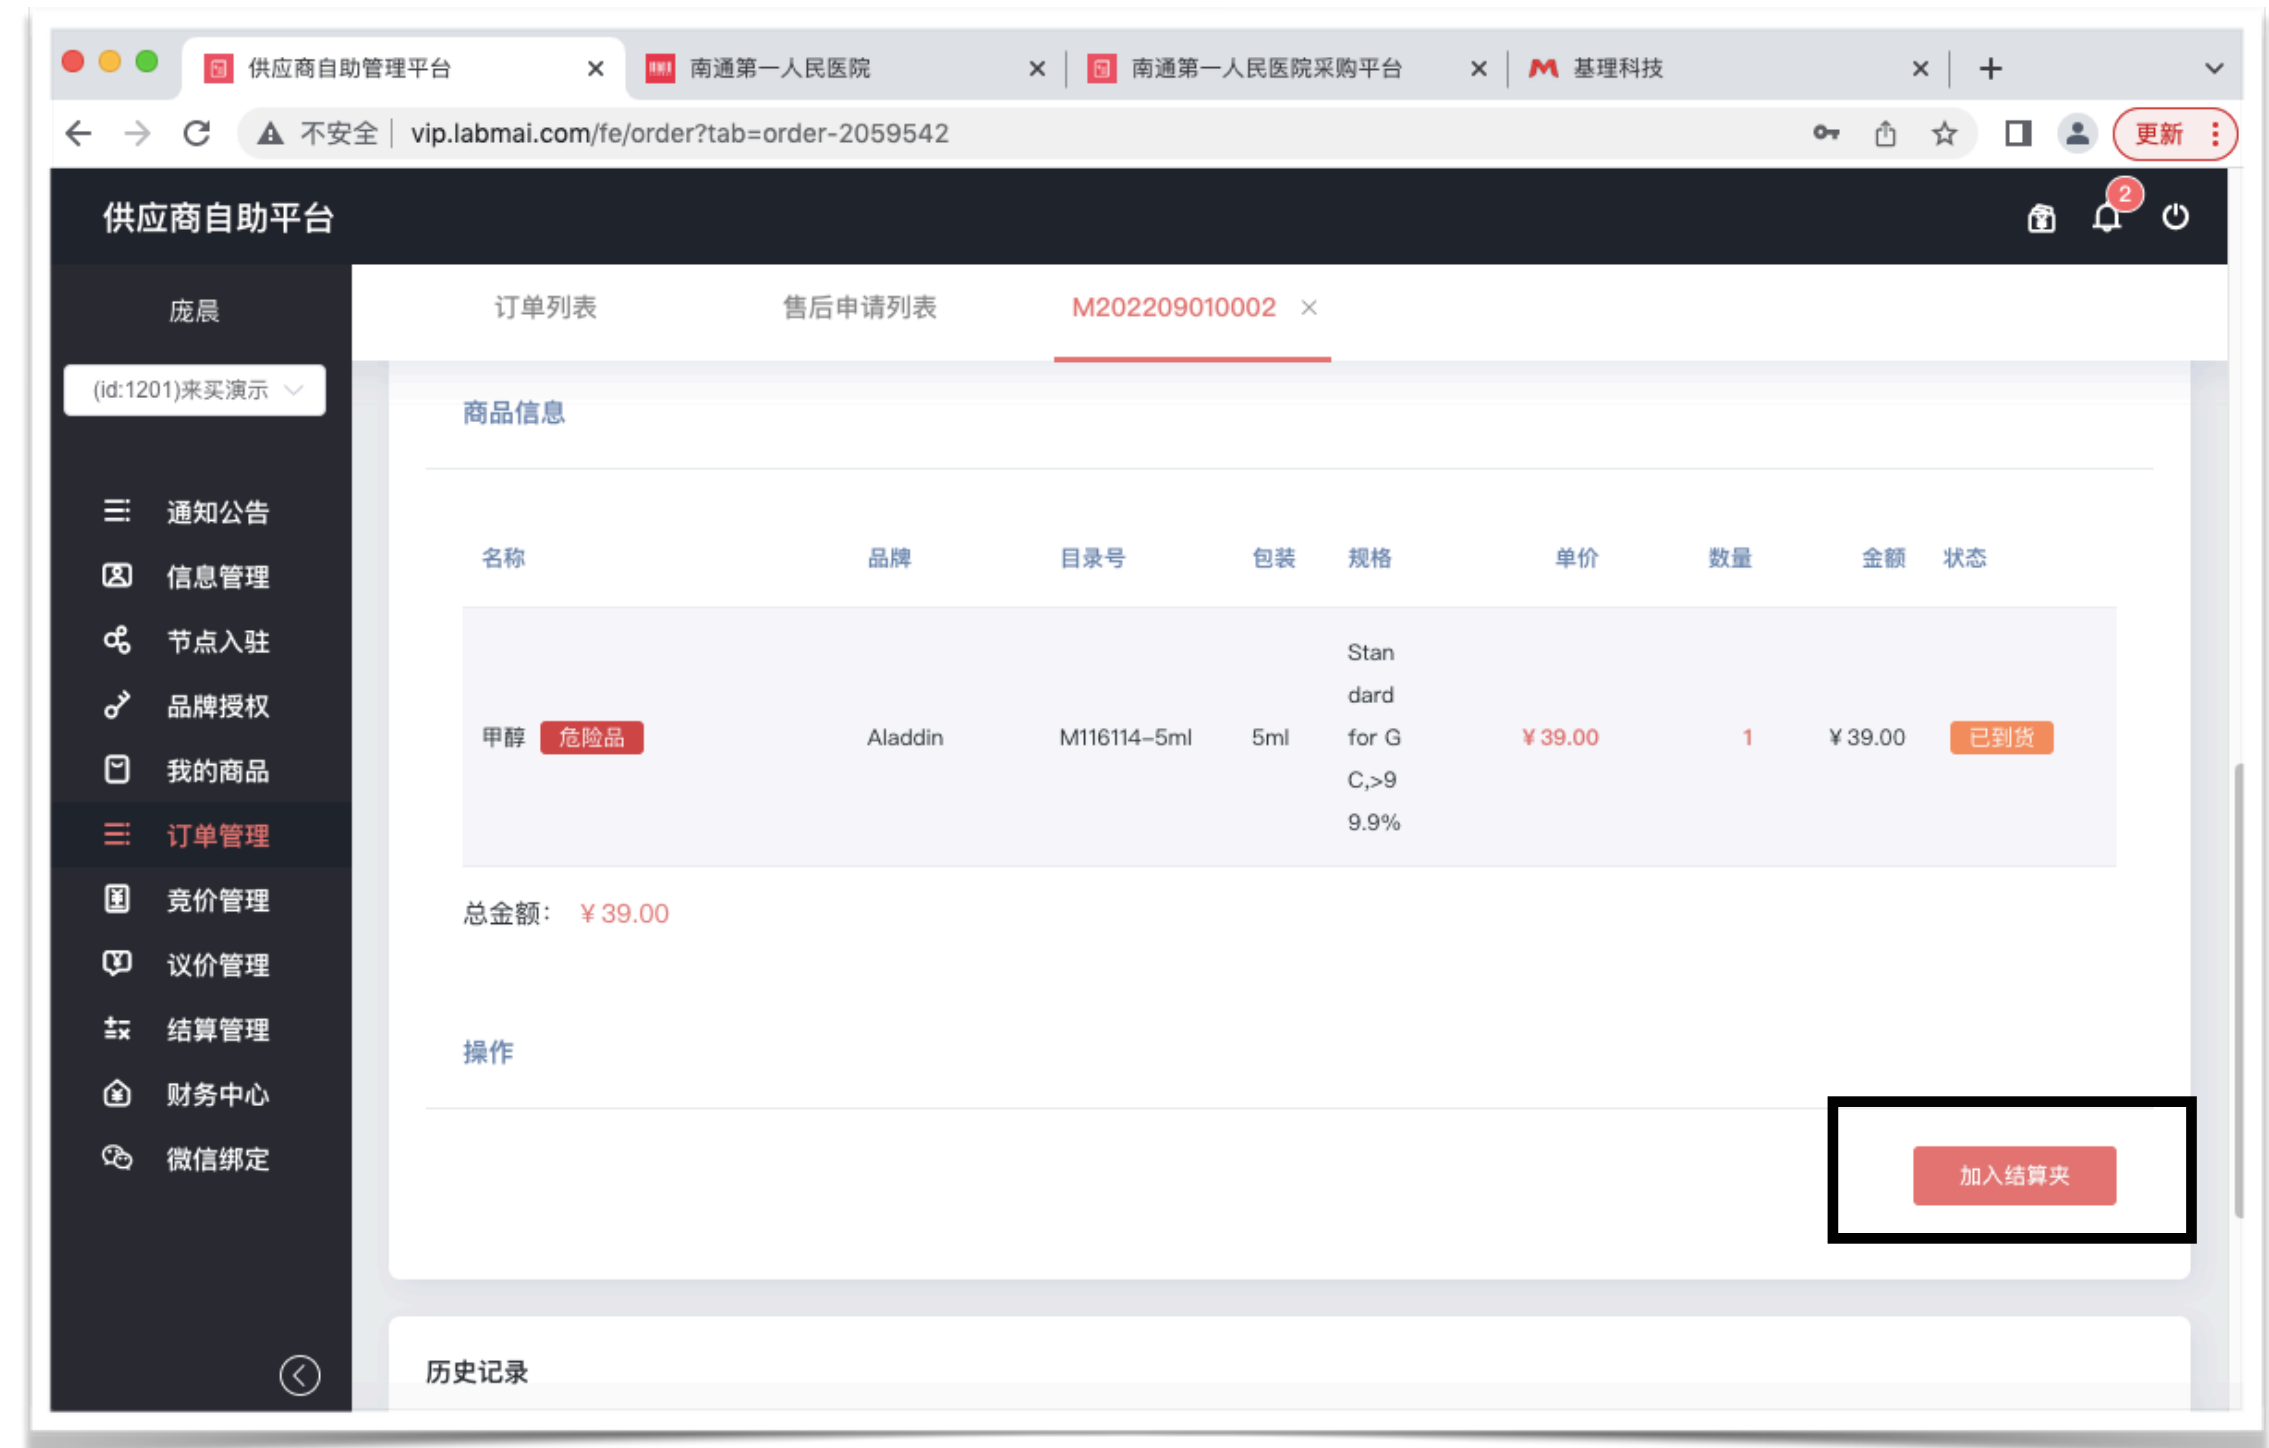 供应商自助管理平台
南通第一人民医院
南通第一人民医院采购平台
基理科技
不安全
vip.labmai.com/fe/order?tab=order-2059542
更新
供应商自助平台
2
庞晨
(id:1201)来买演示
通知公告
信息管理
节点入驻
品牌授权
我的商品
订单管理
竞价管理
议价管理
结算管理
财务中心
微信绑定
订单列表 售后申请列表 M202209010002
商品信息
名称 品牌 目录号 包装 规格 单价 数量 金额 状态
甲醇 危险品 Aladdin M116114-5ml 5ml
Stan
dard
for G
C,>9
9.9%
¥ 39.00 1 ¥ 39.00 已到货
总金额： ¥ 39.00
操作
加入结算夹
历史记录